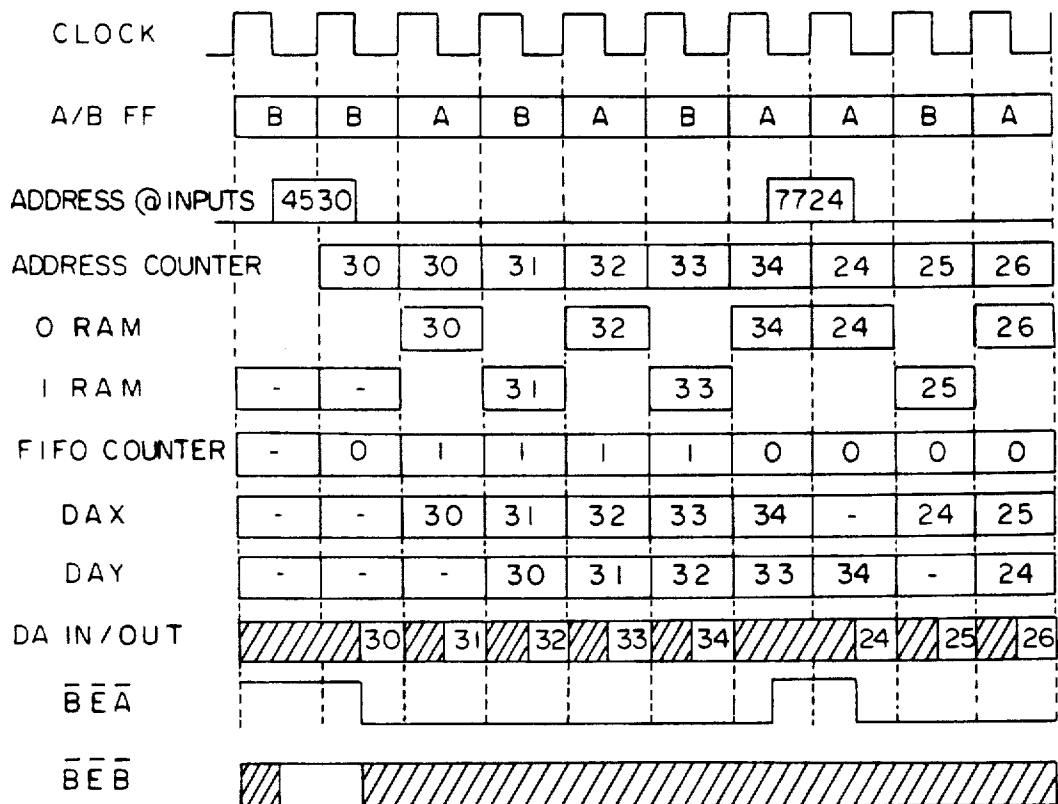 CLOCK
A/B FF B B A B A B A A B A
ADDRESS @ INPUTS 4530 7724
ADDRESS COUNTER 30 30 31 32 33 34 24 25 26
0 RAM 30 32 34 24 26
1 RAM - - 31 33 25
FIFO COUNTER - 0 1 1 1 1 0 0 0 0
DAX - - 30 31 32 33 34 - 24 25
DAY - - - 30 31 32 33 34 - 24
DA IN/OUT 30 31 32 33 34 24 25 26
B̅E̅A̅
B̅E̅B̅